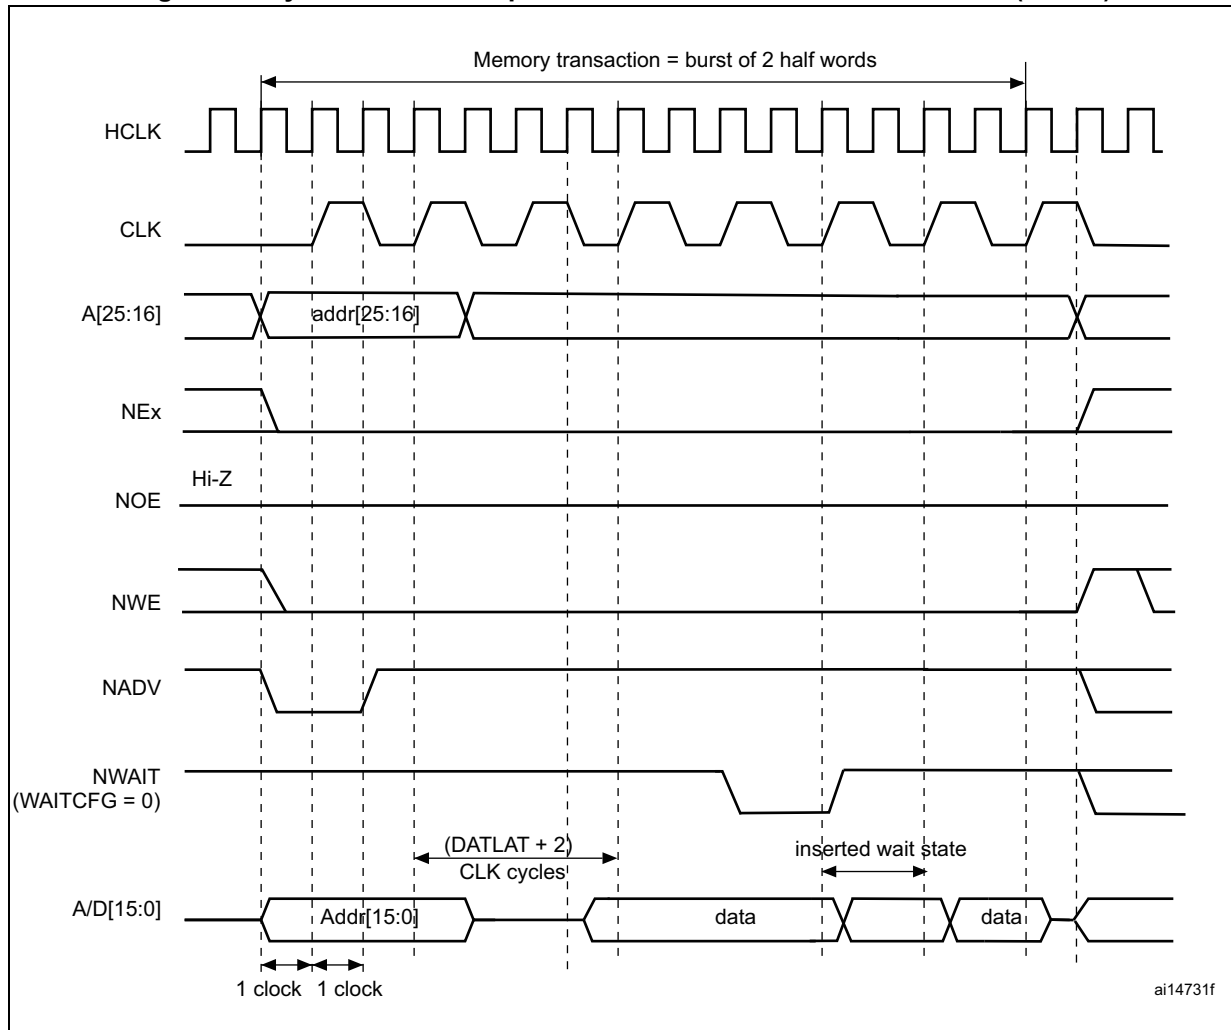 Memory transaction = burst of 2 half words
HCLK
CLK
A[25:16]
addr[25:16]
NEx
Hi-Z
NOE
NWE
NADV
NWAIT
(WAITCFG = 0)
(DATLAT + 2)
CLK cycles
inserted wait state
A/D[15:0]
Addr[15:0]
data
data
1 clock 1 clock
ai14731f